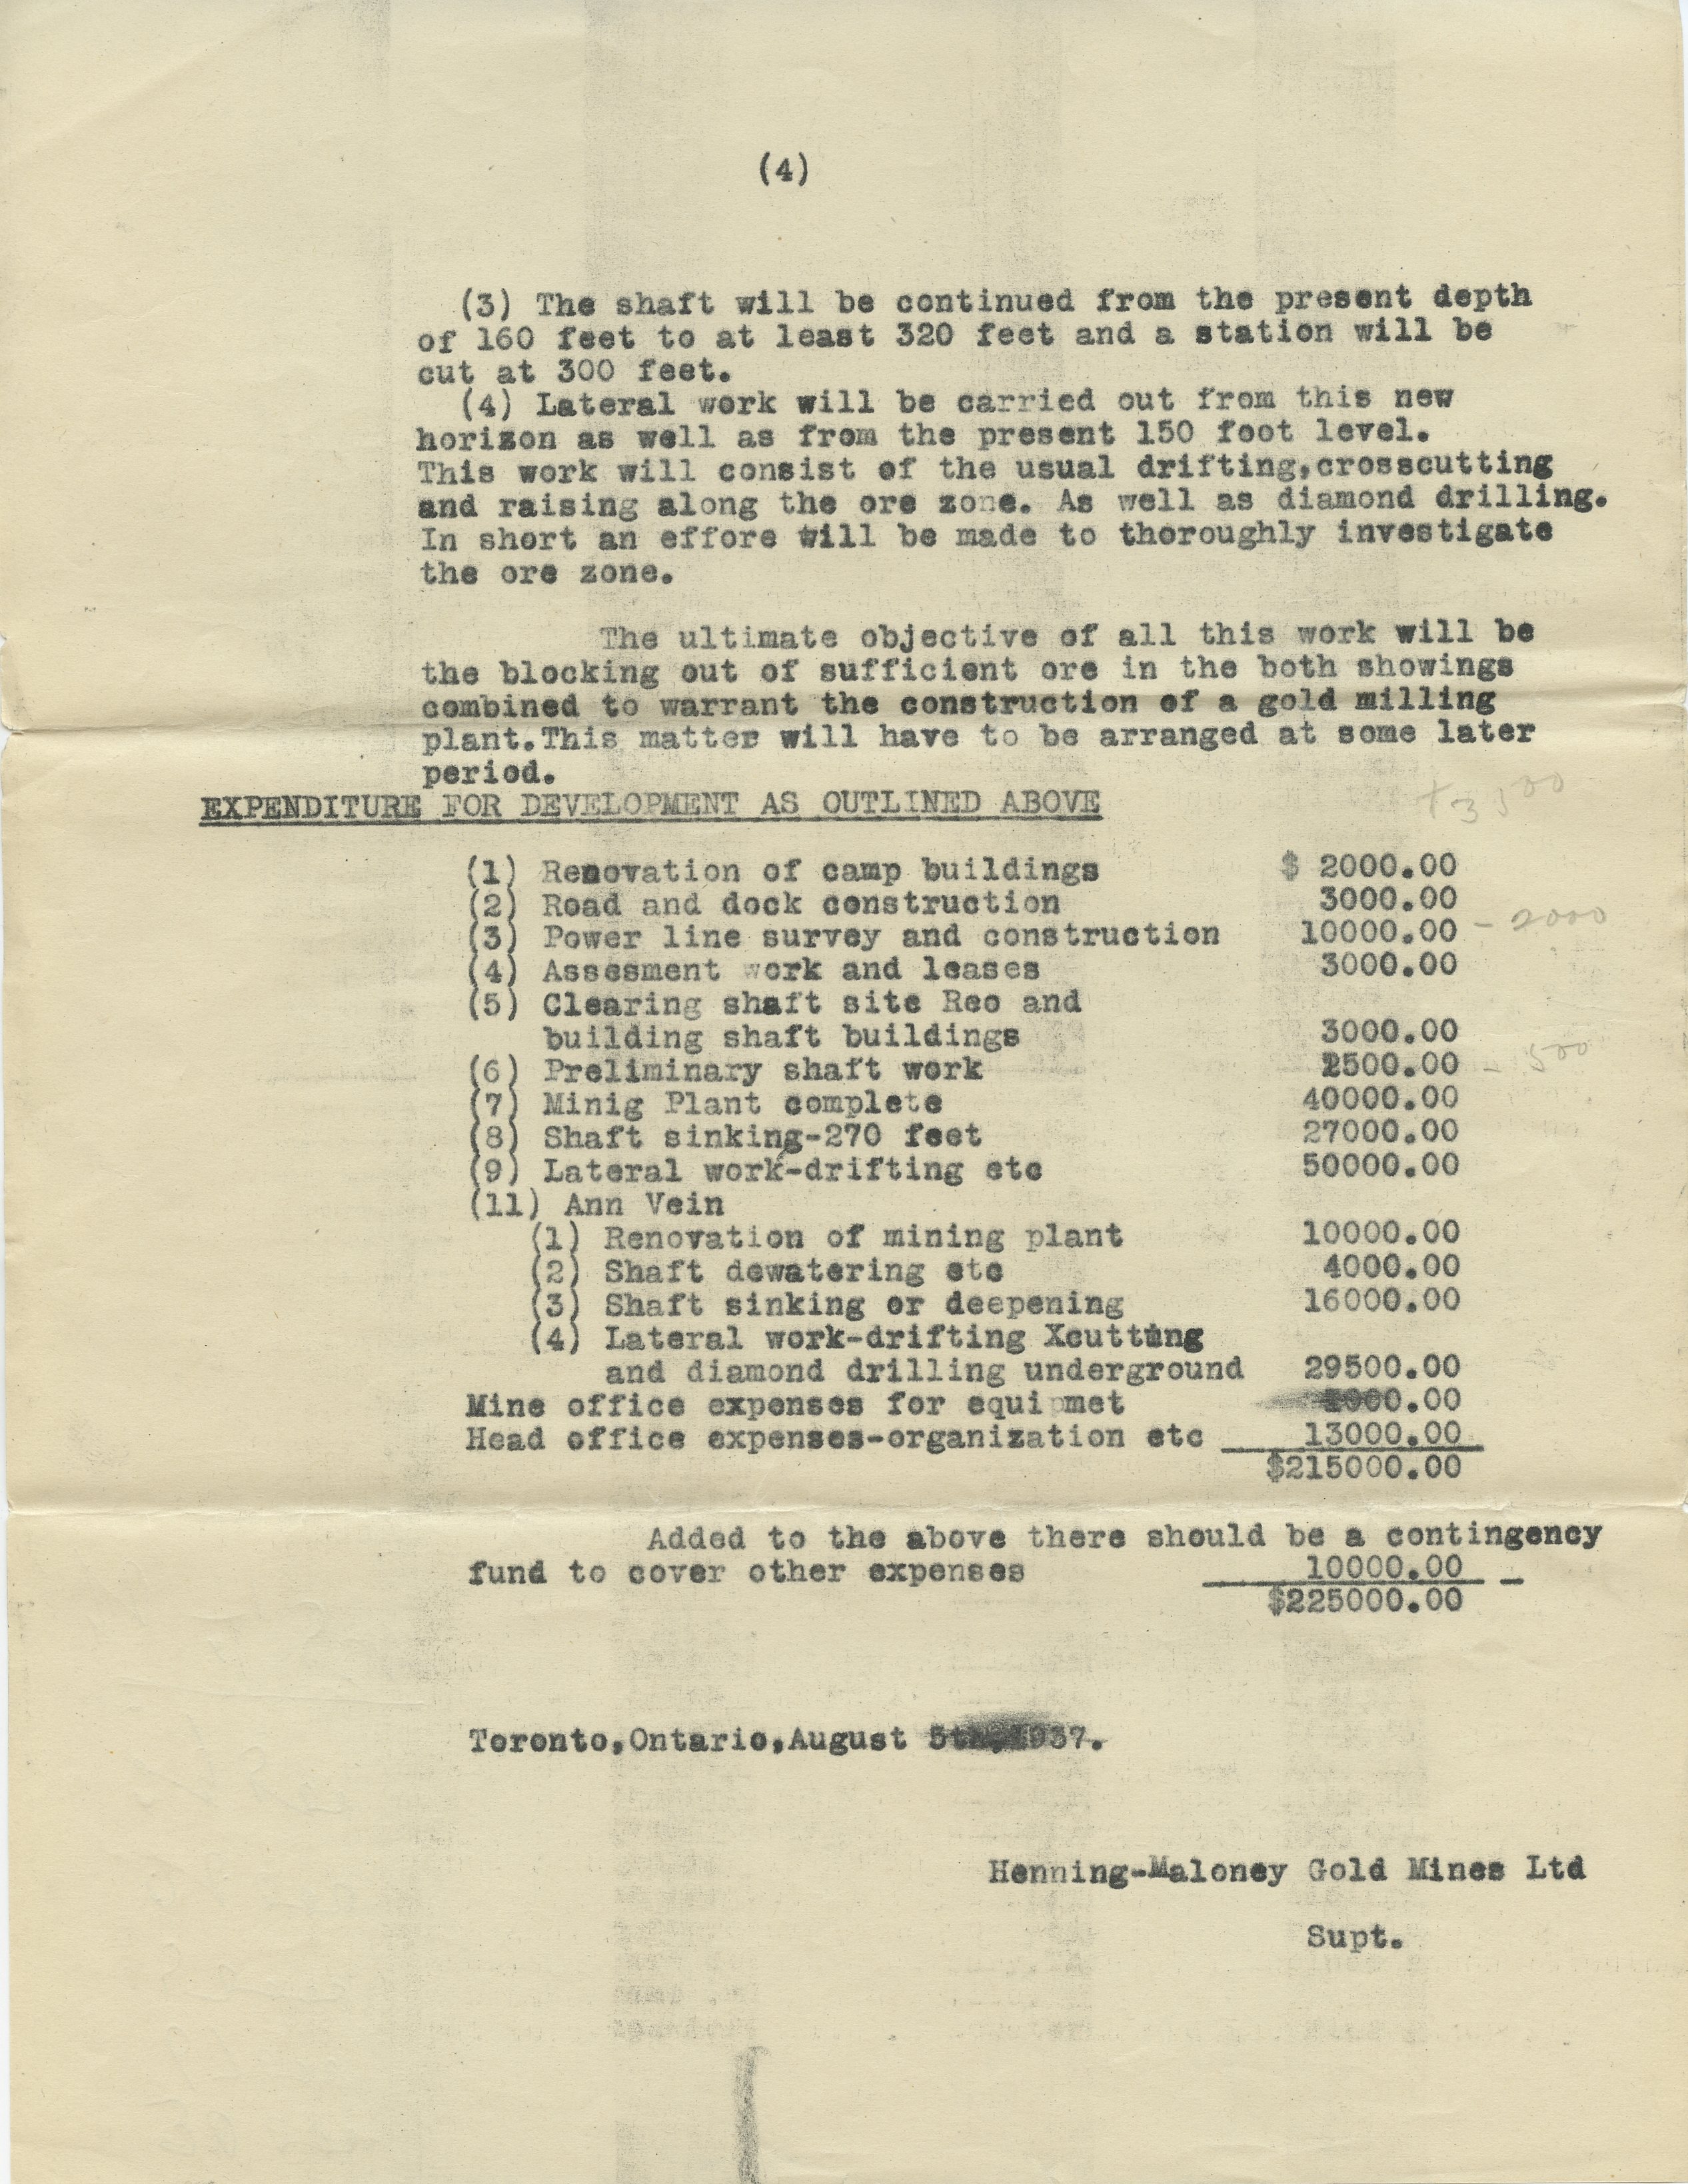 (4)
(3) The shaft will be continued from the present depth
of 160 feet to at least 320 feet and a station will be
cut at 300 feet.
(4) Lateral work will be carried out from this new
horizon as well as from the present 150 foot level.
This work will consist of the usual drifting,crosscutting
and raising along the ore zone. As well as diamond drilling.
In short an effore will be made to thoroughly investigate
the ore zone.
The ultimate objective of all this work will be
the blocking out of sufficient ore in the both showings
combined to warrant the construction of a gold milling
plant.This matter will have to be arranged at some later
period.
EXPENDITURE FOR DEVELOPMENT AS OUTLINED ABOVE +3500
(1) Renovation of camp buildings $ 2000.00
(2) Road and dock construction 3000.00
(3) Power line survey and construction 10000.00 - 2000
(4) Assesment work and leases 3000.00
(5) Clearing shaft site Reo and
building shaft buildings 3000.00
(6) Preliminary shaft work 2500.00 - 500
(7) Minig Plant complete 40000.00
(8) Shaft sinking-270 feet 27000.00
(9) Lateral work-drifting etc 50000.00
(11) Ann Vein
(1) Renovation of mining plant 10000.00
(2) Shaft dewatering etc 4000.00
(3) Shaft sinking or deepening 16000.00
(4) Lateral work-drifting Xcutting
and diamond drilling underground 29500.00
Mine office expenses for equipmet
Head office expenses-organization etc 13000.00
$215000.00
Added to the above there should be a contingency
fund to cover other expenses 10000.00
$225000.00
Toronto,Ontario,August 5th,1937.
Henning-Maloney Gold Mines Ltd
Supt.